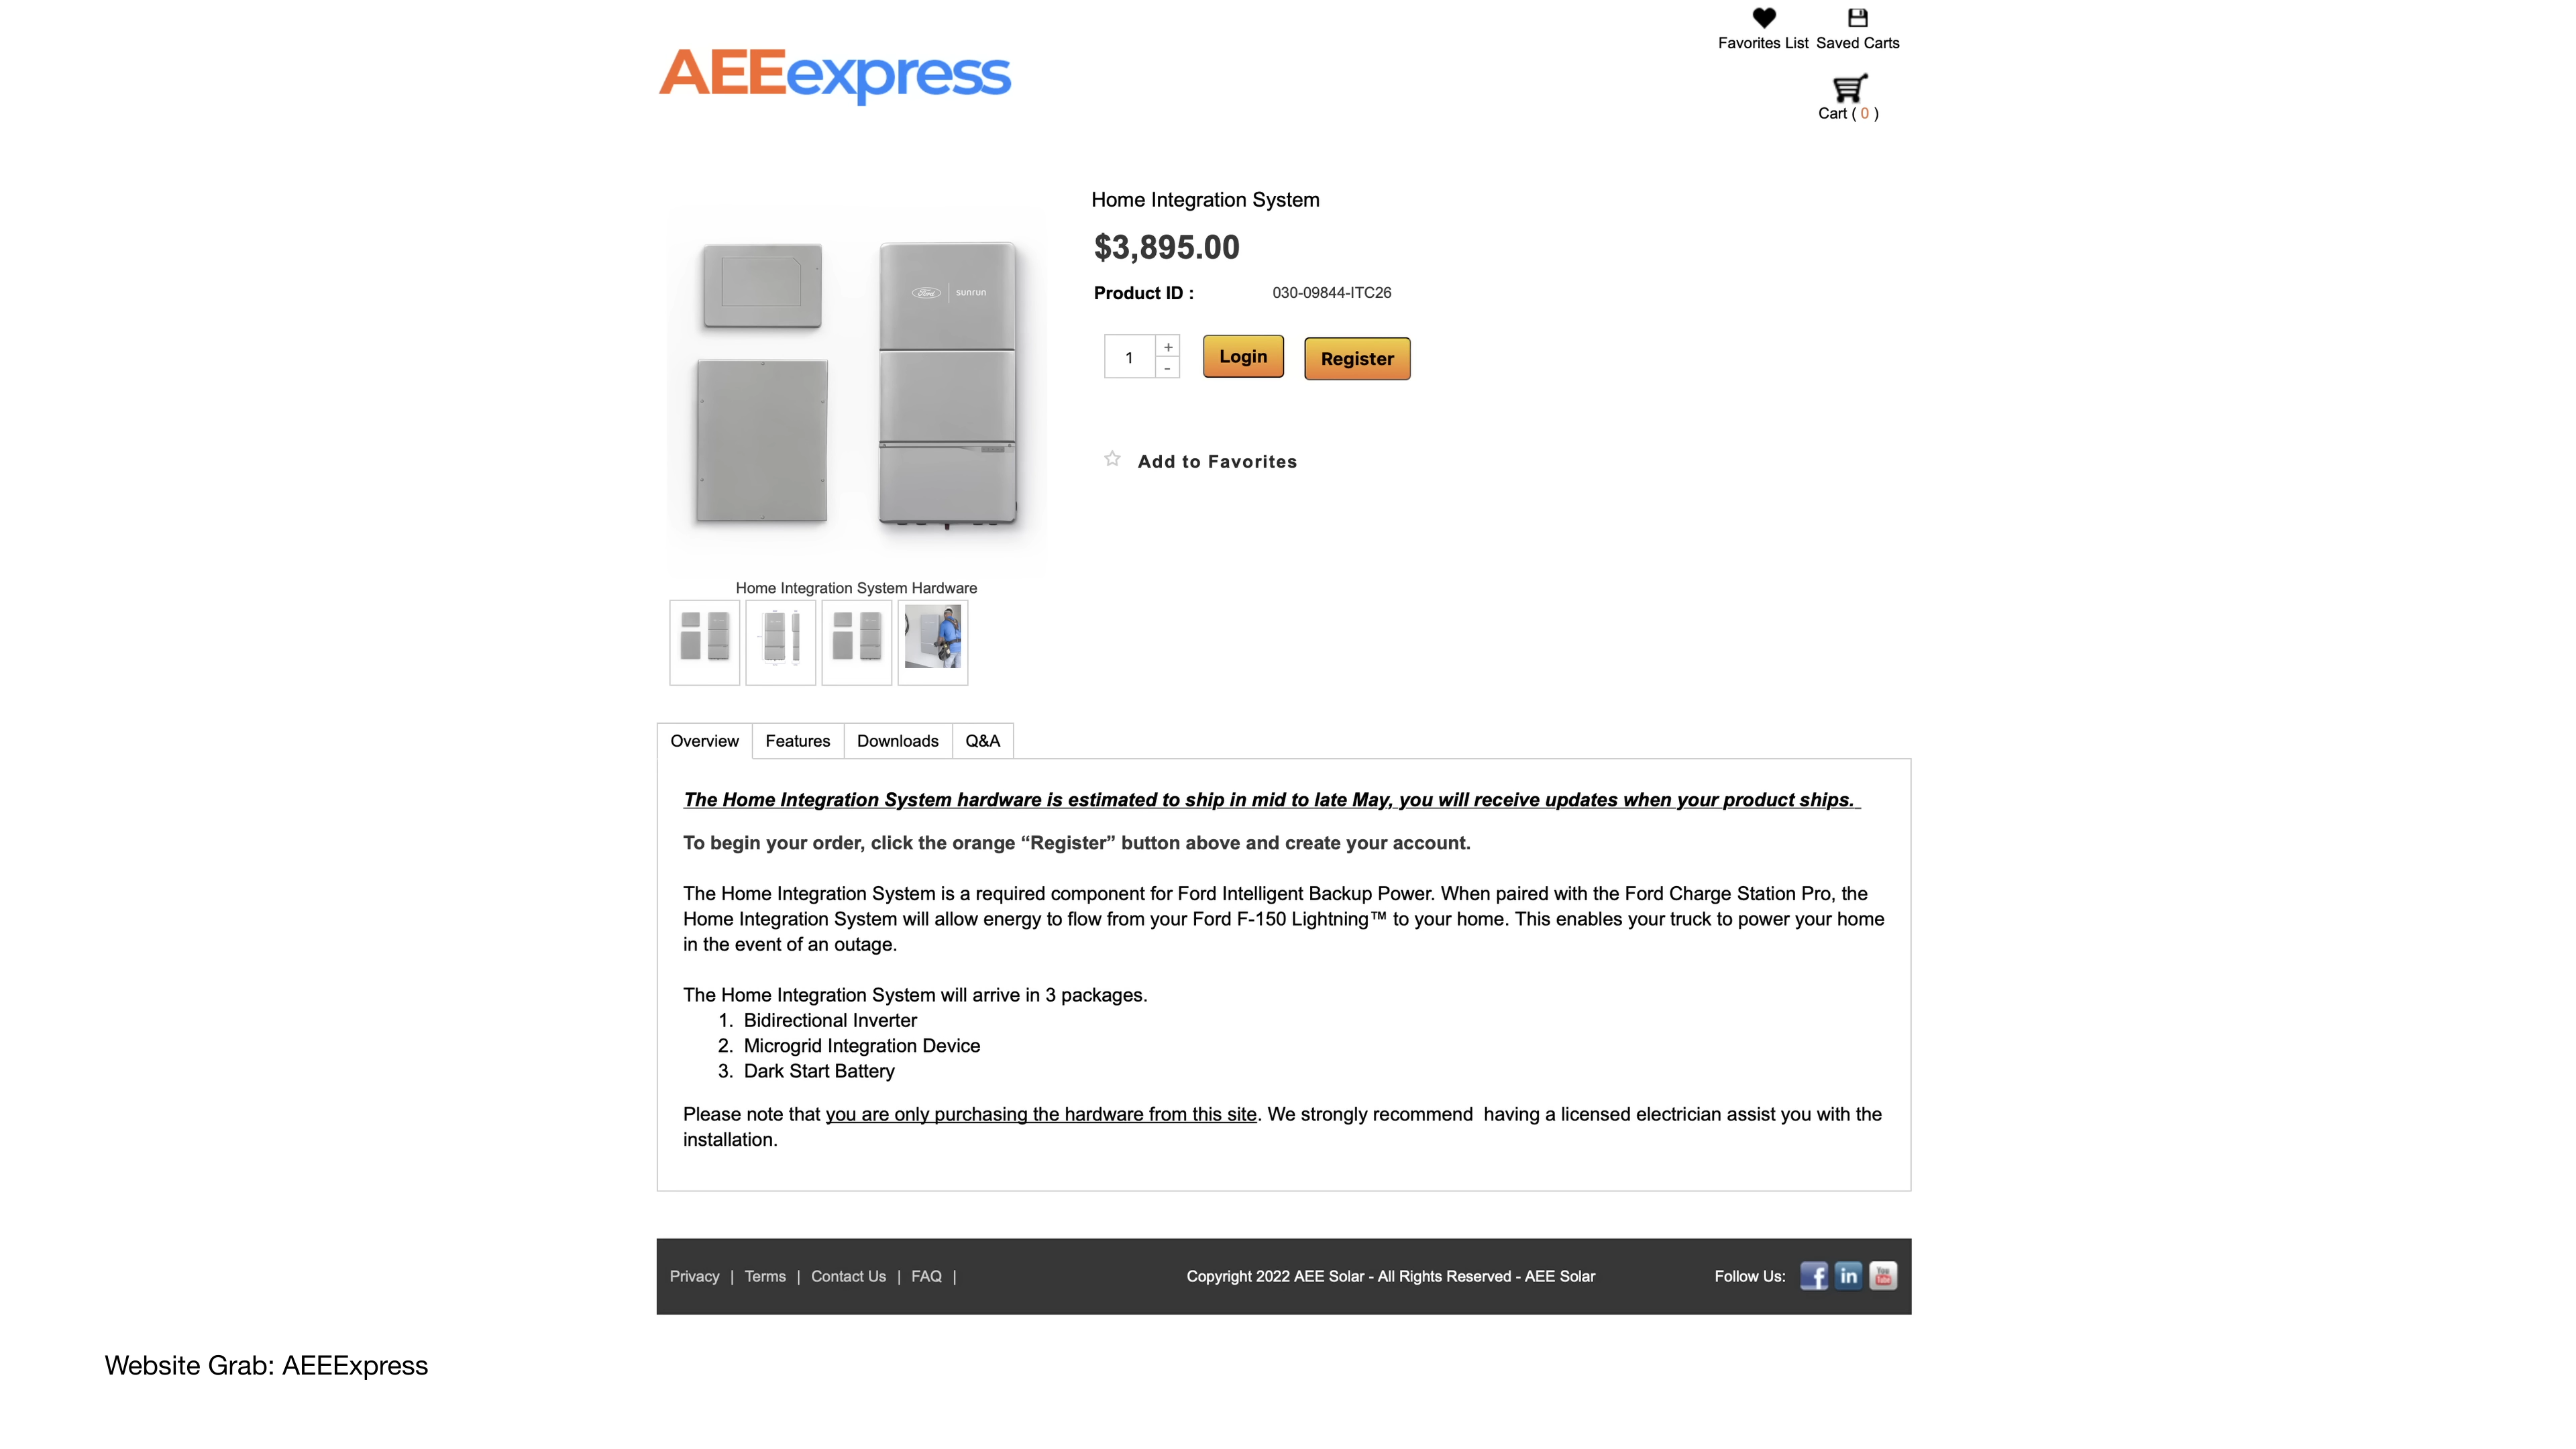 Favorites List Saved Carts
AEEexpress
Cart ( 0 )
Home Integration System
$3,895.00
Product ID : 030-09844-ITC26
Ford sunrun
1 + -
Login Register
Add to Favorites
Home Integration System Hardware
Overview Features Downloads Q&A
The Home Integration System hardware is estimated to ship in mid to late May, you will receive updates when your product ships.
To begin your order, click the orange “Register” button above and create your account.
The Home Integration System is a required component for Ford Intelligent Backup Power. When paired with the Ford Charge Station Pro, the
Home Integration System will allow energy to flow from your Ford F-150 Lightning™ to your home. This enables your truck to power your home
in the event of an outage.
The Home Integration System will arrive in 3 packages.
1. Bidirectional Inverter
2. Microgrid Integration Device
3. Dark Start Battery
Please note that you are only purchasing the hardware from this site. We strongly recommend  having a licensed electrician assist you with the
installation.
Privacy | Terms | Contact Us | FAQ | Copyright 2022 AEE Solar - All Rights Reserved - AEE Solar Follow Us: f in You Tube
Website Grab: AEEExpress